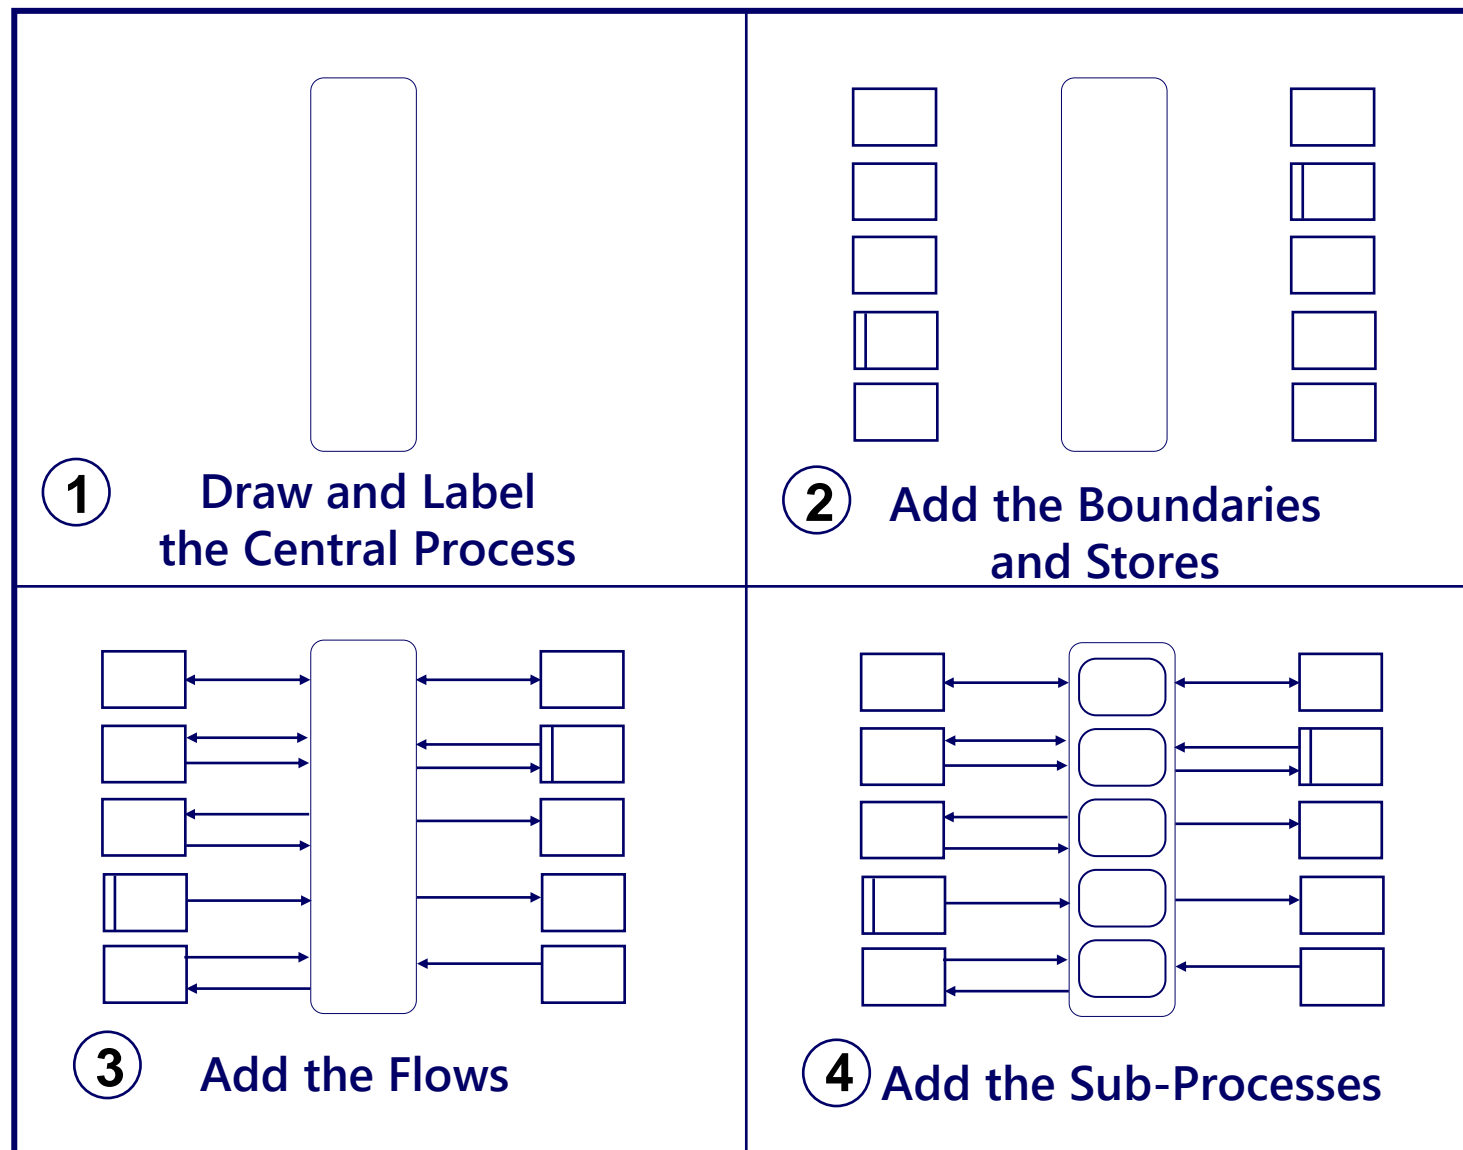 1
Draw and Label
the Central Process
2
Add the Boundaries
and Stores
3
Add the Flows
4
Add the Sub-Processes